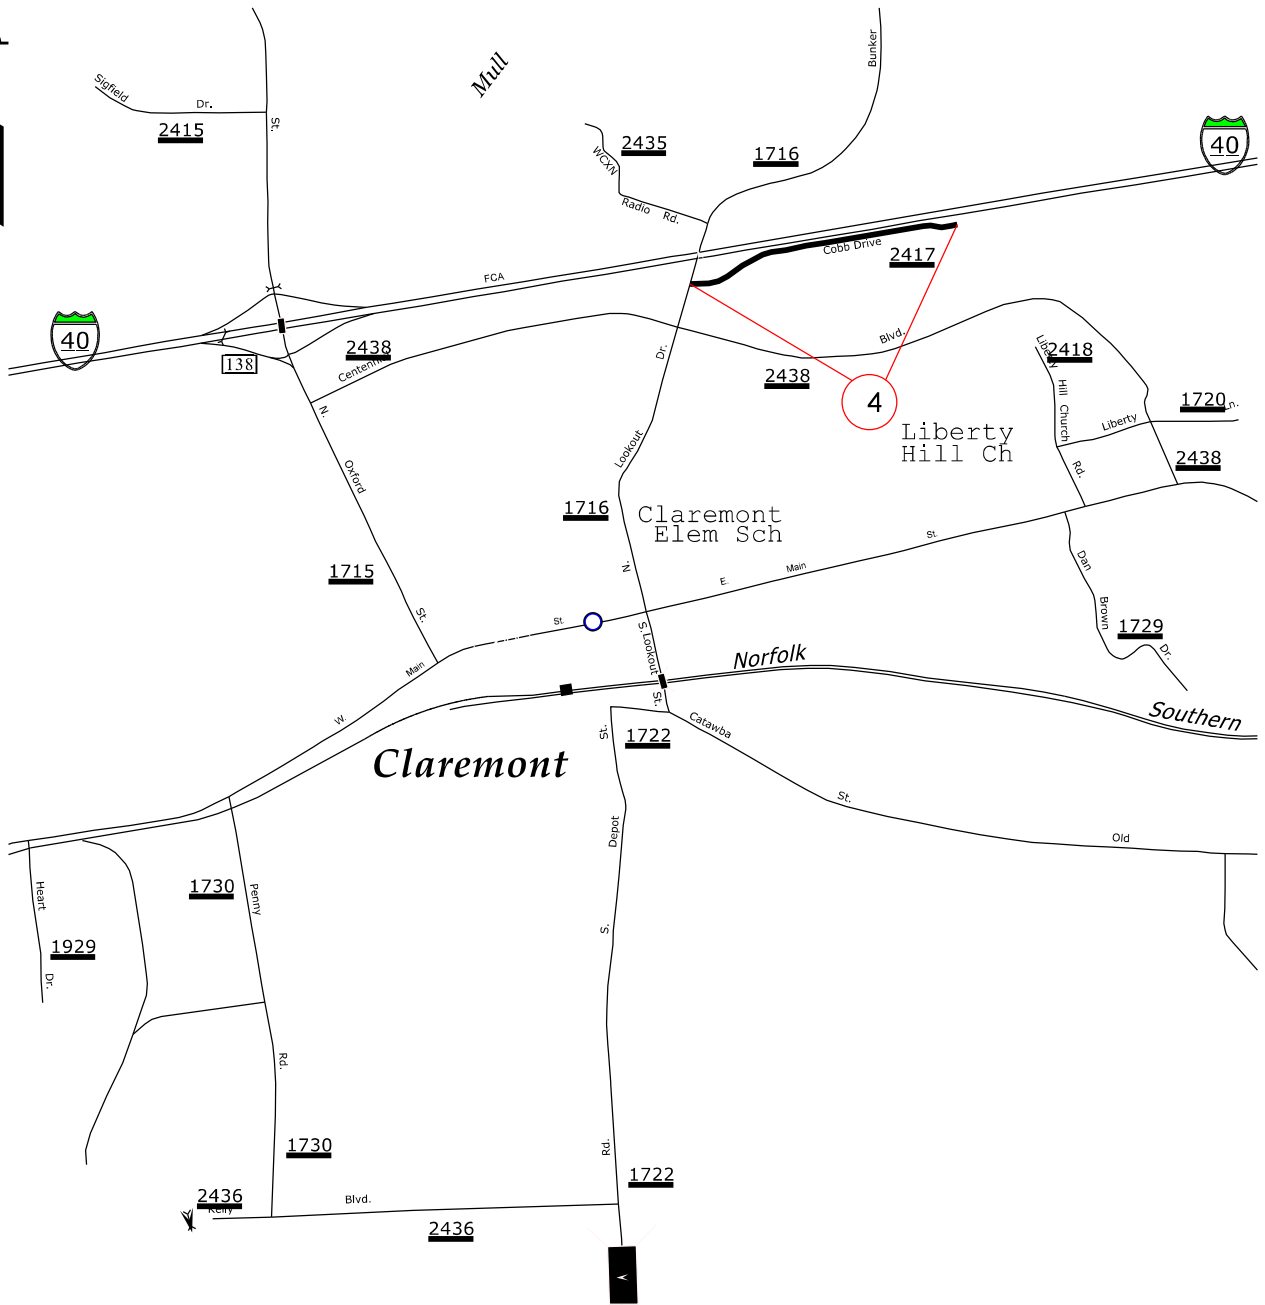 Mull
Bunker
Sigfield
Dr.
St.
2415
2435
WCXN
1716
40
Radio
Rd.
Cobb Drive
2417
FCA
40
138
2438
Centennial
Dr.
Blvd.
2438
2418
Liberty
Hill
Church
Rd.
4
1720
Liberty
Ln.
N.
Liberty
Hill Ch
2438
Lookout
Oxford
1716
Claremont
Elem Sch
St.
N.
Main
E.
Dan
1715
St.
Brown
1729
Dr.
St.
S. Lookout
St.
Main
Norfolk
W.
Southern
Catawba
St.
1722
Claremont
St.
Depot
Old
Heart
1730
Penny
S.
1929
Dr.
Rd.
1730
Rd.
1722
2436
Kelly
Blvd.
2436